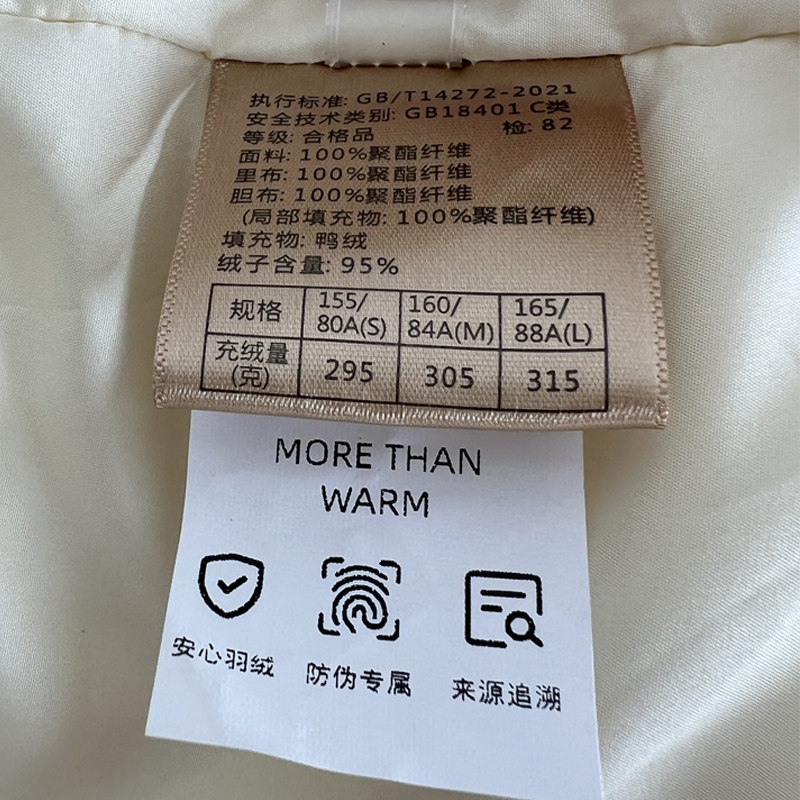 执行标准: GB/T14272-2021
安全技术类别: GB18401 C类
等级: 合格品 检: 82
面料: 100%聚酯纤维
里布: 100%聚酯纤维
胆布: 100%聚酯纤维
(局部填充物: 100%聚酯纤维)
填充物: 鸭绒
绒子含量: 95%
规格 155/80A(S) 160/84A(M) 165/88A(L)
充绒量(克) 295 305 315
MORE THAN
WARM
安心羽绒 防伪专属 来源追溯